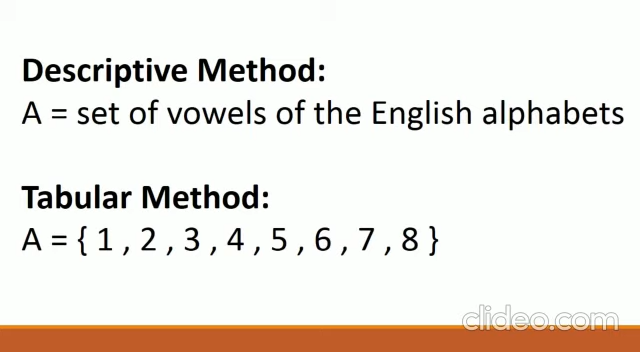 Descriptive Method:
A = set of vowels of the English alphabets
Tabular Method:
A = { 1 , 2 , 3 , 4 , 5 , 6 , 7 , 8 }
clideo.com